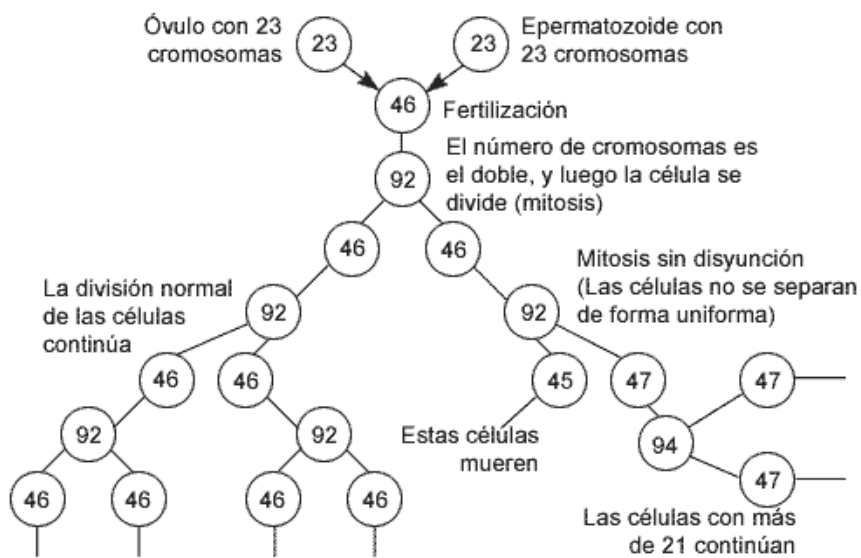 Óvulo con 23
cromosomas
23
23
Epermatozoide con
23 cromosomas
46
Fertilización
El número de cromosomas es
el doble, y luego la célula se
divide (mitosis)
92
46
46
Mitosis sin disyunción
(Las células no se separan
de forma uniforma)
La división normal
de las células
continúa
92
92
46
46
45
47
47
Estas células
mueren
92
92
94
46
46
46
46
47
Las células con más
de 21 continúan